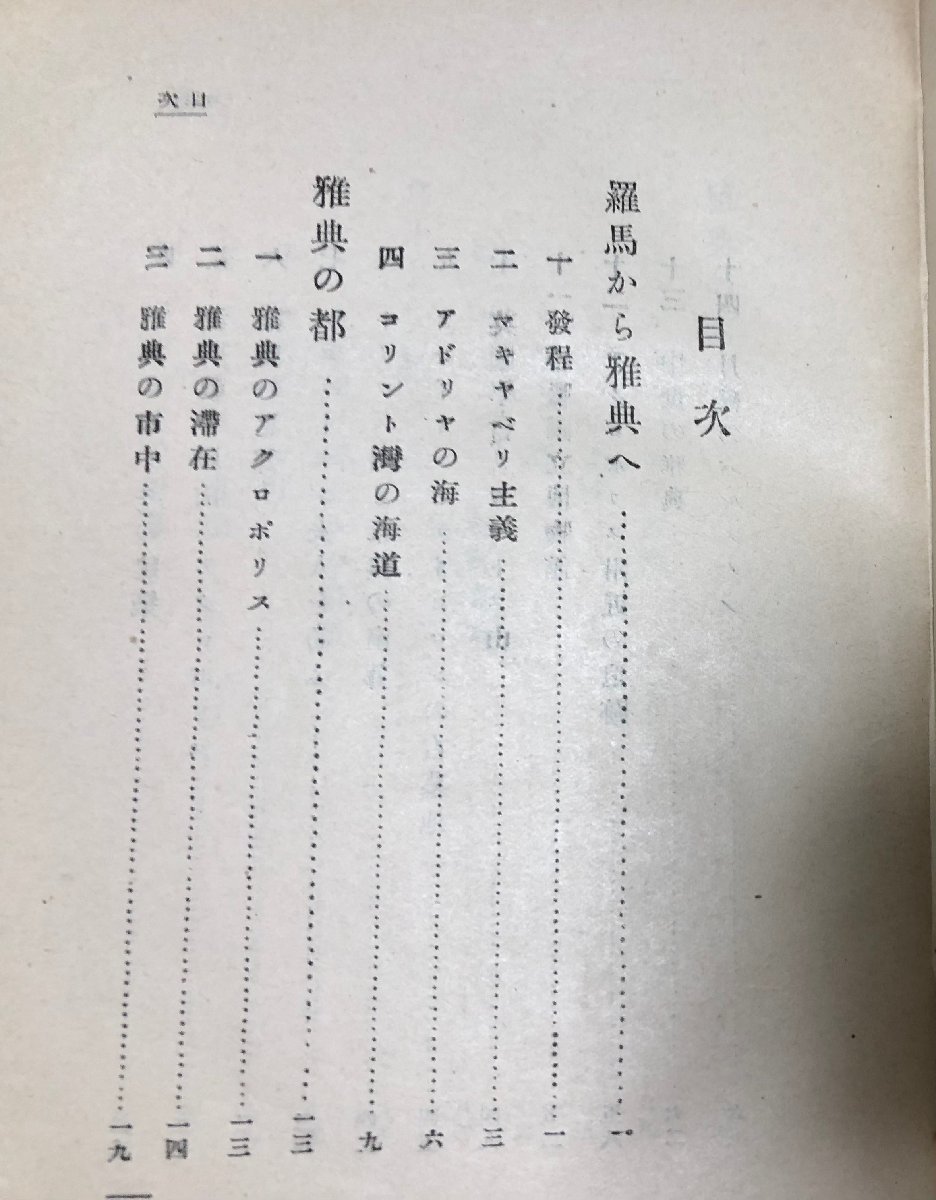 目次
目次
羅馬から雅典へ……一
一 發程……一
二 マキヤベリ主義……三
三 アドリヤの海……六
四 コリント灣の海道……九
雅典の都……一三
一 雅典のアクロポリス……一三
二 雅典の滯在……一四
三 雅典の市中……一九